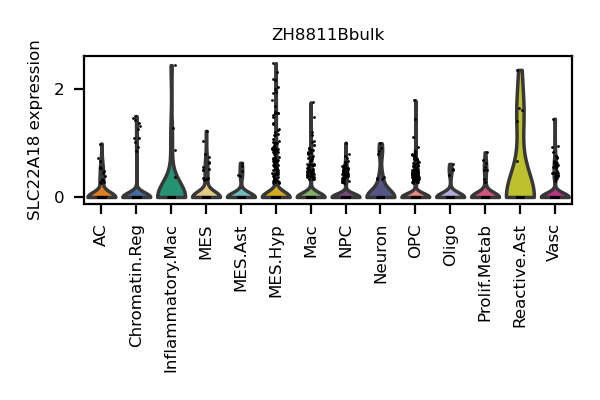 ZH8811Bbulk
SLC22A18 expression
2
0
AC
Chromatin.Reg
Inflammatory.Mac
MES
MES.Ast
MES.Hyp
Mac
NPC
Neuron
OPC
Oligo
Prolif.Metab
Reactive.Ast
Vasc